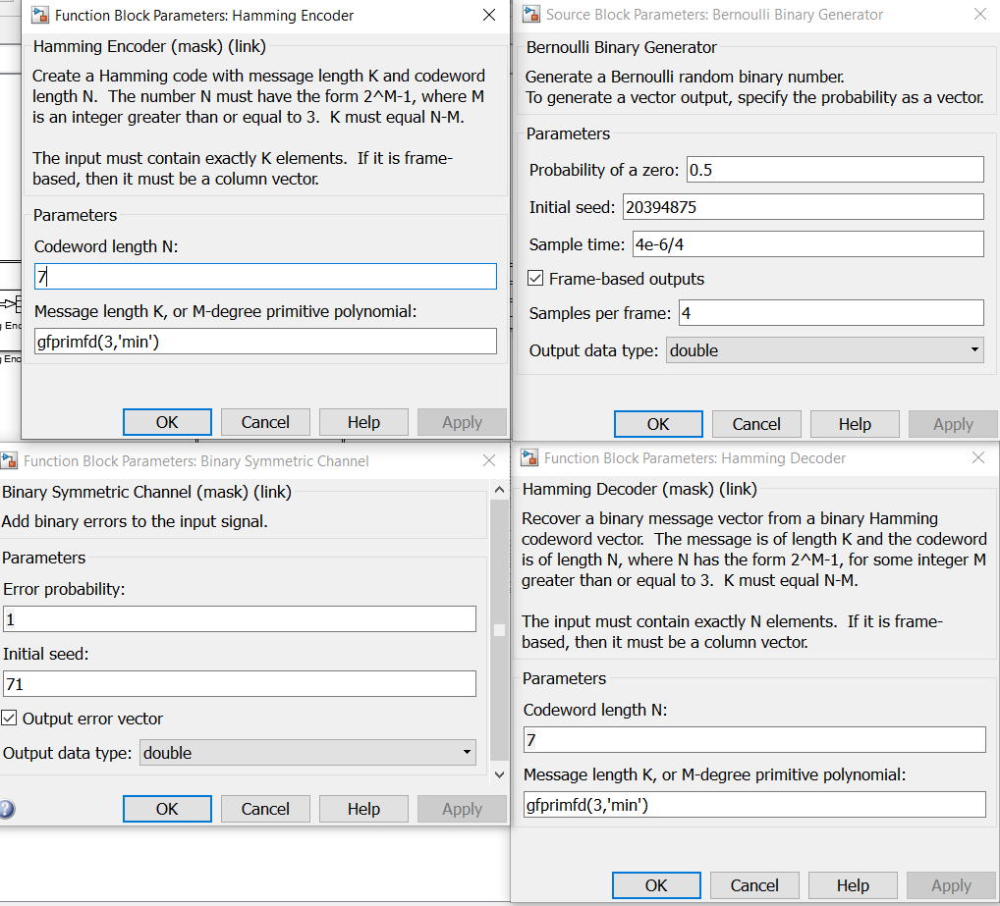 Function Block Parameters: Hamming Encoder
Hamming Encoder (mask) (link)
Create a Hamming code with message length K and codeword
length N.  The number N must have the form 2^M-1, where M
is an integer greater than or equal to 3.  K must equal N-M.
The input must contain exactly K elements.  If it is frame-
based, then it must be a column vector.
Parameters
Codeword length N:
7
Message length K, or M-degree primitive polynomial:
gfprimfd(3,'min')
OK
Cancel
Help
Apply
Source Block Parameters: Bernoulli Binary Generator
Bernoulli Binary Generator
Generate a Bernoulli random binary number.
To generate a vector output, specify the probability as a vector.
Parameters
Probability of a zero: 0.5
Initial seed: 20394875
Sample time: 4e-6/4
Frame-based outputs
Samples per frame: 4
Output data type: double
OK
Cancel
Help
Apply
Function Block Parameters: Binary Symmetric Channel
Binary Symmetric Channel (mask) (link)
Add binary errors to the input signal.
Parameters
Error probability:
1
Initial seed:
71
Output error vector
Output data type: double
OK
Cancel
Help
Apply
Function Block Parameters: Hamming Decoder
Hamming Decoder (mask) (link)
Recover a binary message vector from a binary Hamming
codeword vector.  The message is of length K and the codeword
is of length N, where N has the form 2^M-1, for some integer M
greater than or equal to 3.  K must equal N-M.
The input must contain exactly N elements.  If it is frame-
based, then it must be a column vector.
Parameters
Codeword length N:
7
Message length K, or M-degree primitive polynomial:
gfprimfd(3,'min')
OK
Cancel
Help
Apply